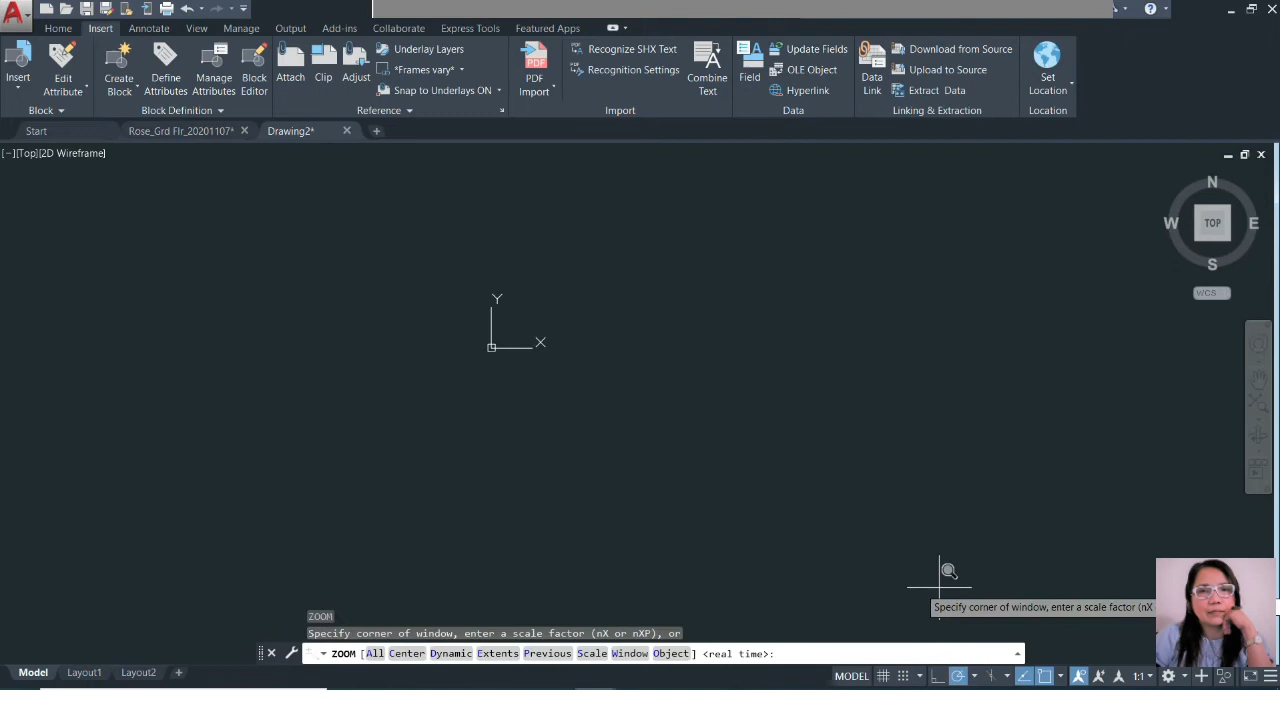 Home Insert Annotate View Manage Output Add-ins Collaborate Express Tools Featured Apps
Insert
Edit Attribute
Create Block
Define Attributes
Manage Attributes
Block Editor
Attach
Clip
Adjust
Underlay Layers
*Frames vary*
Snap to Underlays ON
PDF Import
Recognize SHX Text
Recognition Settings
Combine Text
Field
Update Fields
OLE Object
Hyperlink
Data Link
Download from Source
Upload to Source
Extract Data
Set Location
Block Block Definition Reference Import Data Linking & Extraction Location
Start Rose_Grd Flr_20201107* Drawing2*
[−][Top][2D Wireframe]
N
W TOP E
S
WCS
Y
X
Specify corner of window, enter a scale factor (nX
ZOOM
Specify corner of window, enter a scale factor (nX or nXP), or
ZOOM [All Center Dynamic Extents Previous Scale Window Object] <real time>:
Model Layout1 Layout2 MODEL 1:1